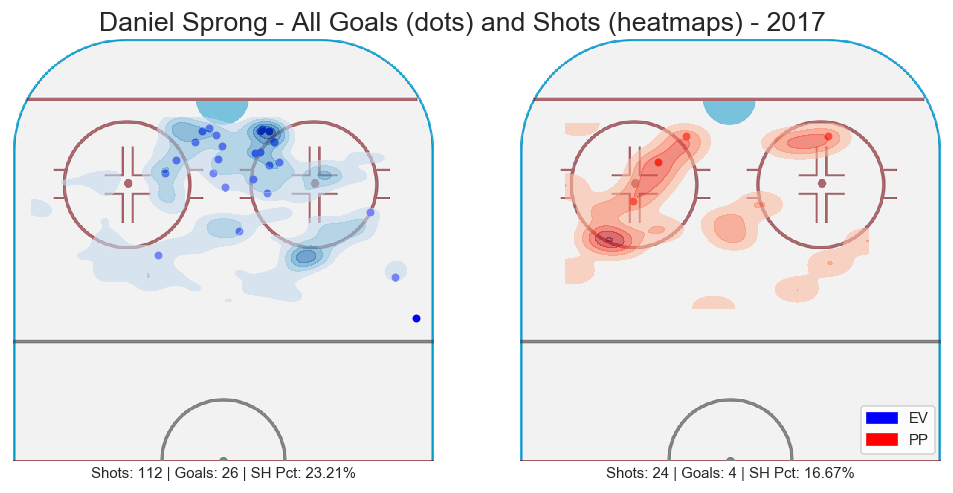 Daniel Sprong - All Goals (dots) and Shots (heatmaps) - 2017
EV
PP
Shots: 112 | Goals: 26 | SH Pct: 23.21%
Shots: 24 | Goals: 4 | SH Pct: 16.67%